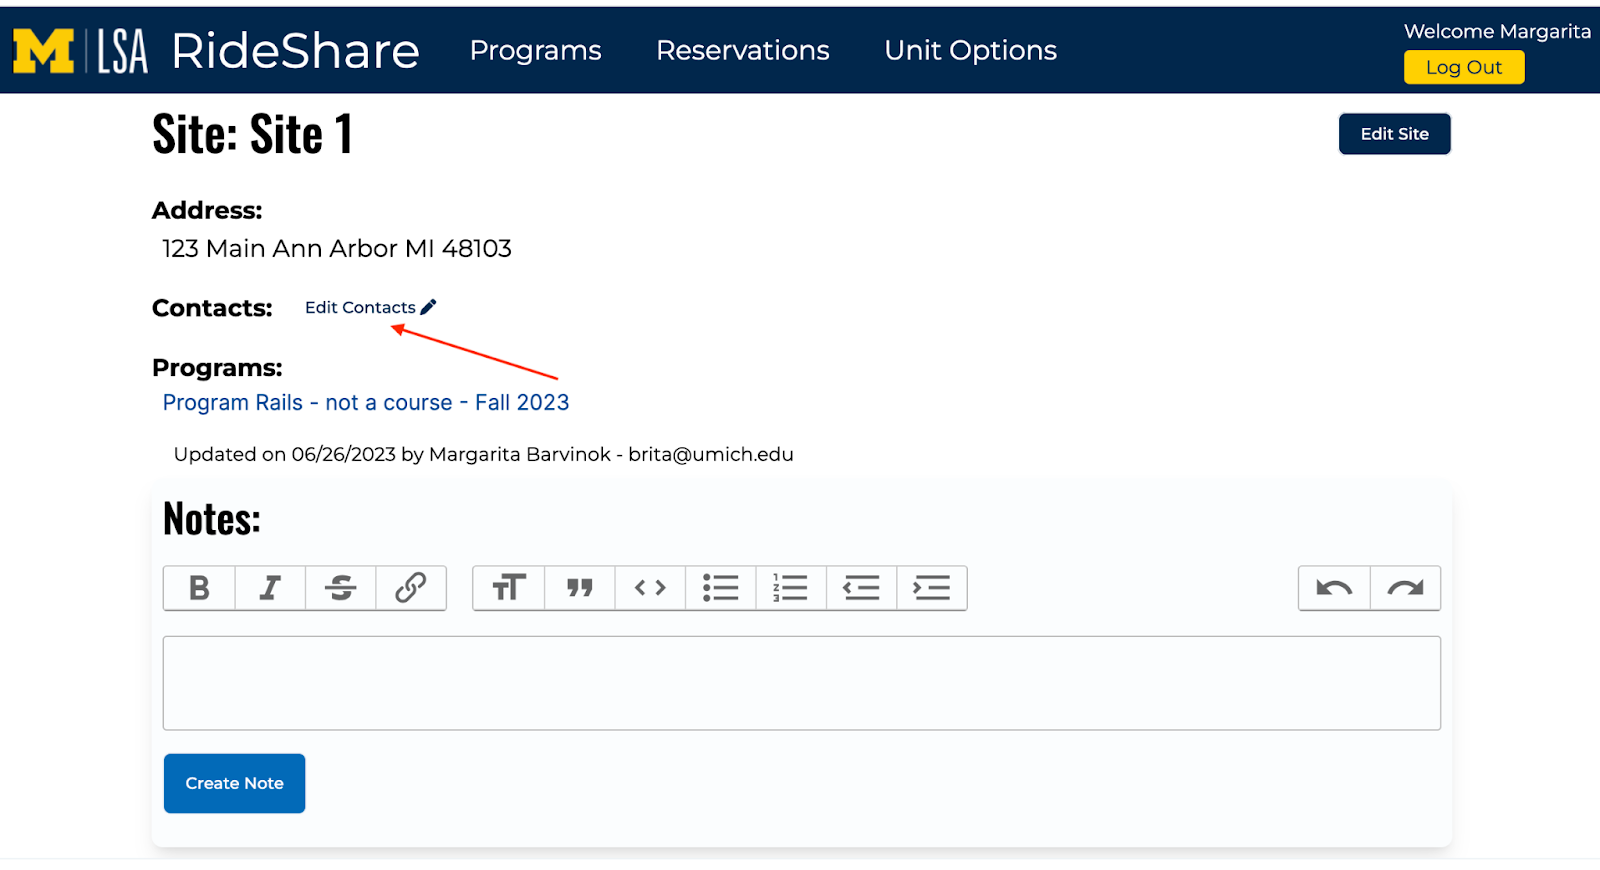 M | LSA RideShare Programs Reservations Unit Options Welcome Margarita
Log Out
Site: Site 1 Edit Site
Address:
123 Main Ann Arbor MI 48103
Contacts: Edit Contacts
Programs:
Program Rails - not a course - Fall 2023
Updated on 06/26/2023 by Margarita Barvinok - brita@umich.edu
Notes:
Create Note